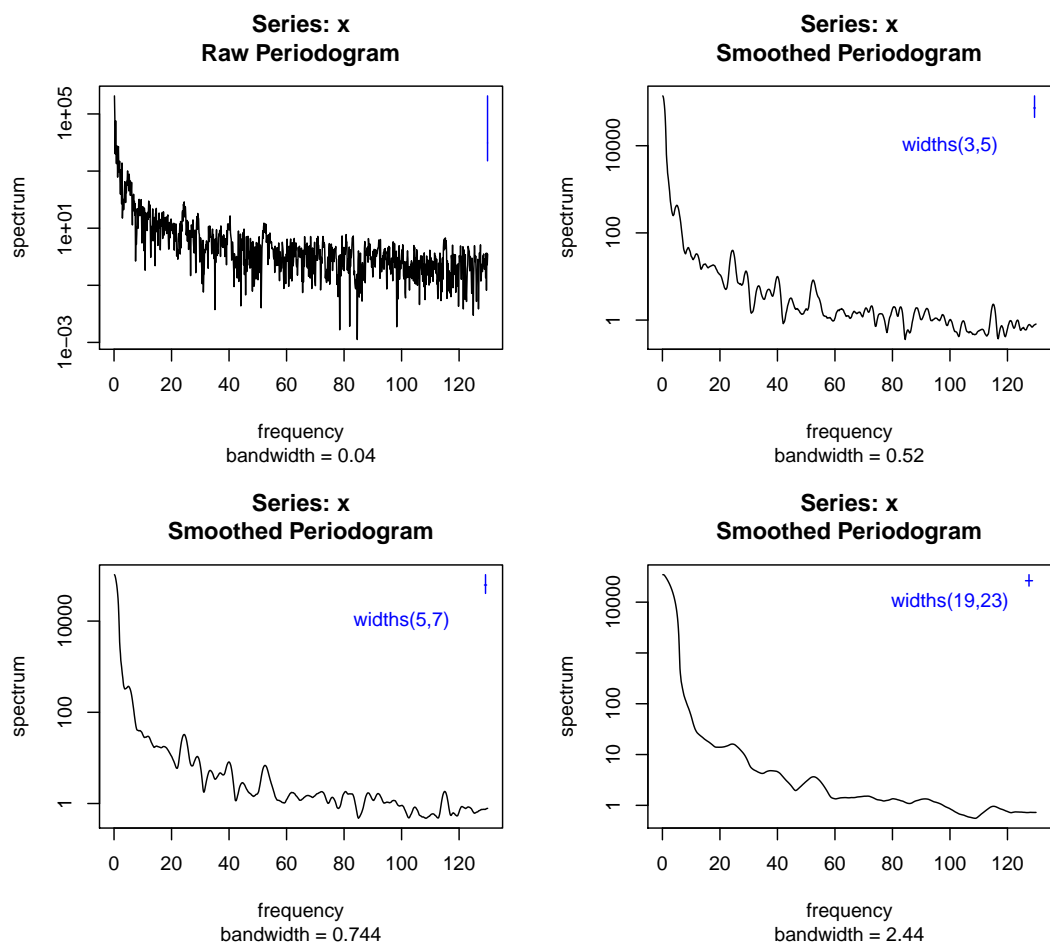 Series: x
Raw Periodogram
spectrum
1e−03
1e+01
1e+05
0 20 40 60 80 100 120
frequency
bandwidth = 0.04
Series: x
Smoothed Periodogram
widths(3,5)
spectrum
1
100
10000
0 20 40 60 80 100 120
frequency
bandwidth = 0.52
Series: x
Smoothed Periodogram
widths(5,7)
spectrum
1
100
10000
0 20 40 60 80 100 120
frequency
bandwidth = 0.744
Series: x
Smoothed Periodogram
widths(19,23)
spectrum
1
10
100
10000
0 20 40 60 80 100 120
frequency
bandwidth = 2.44